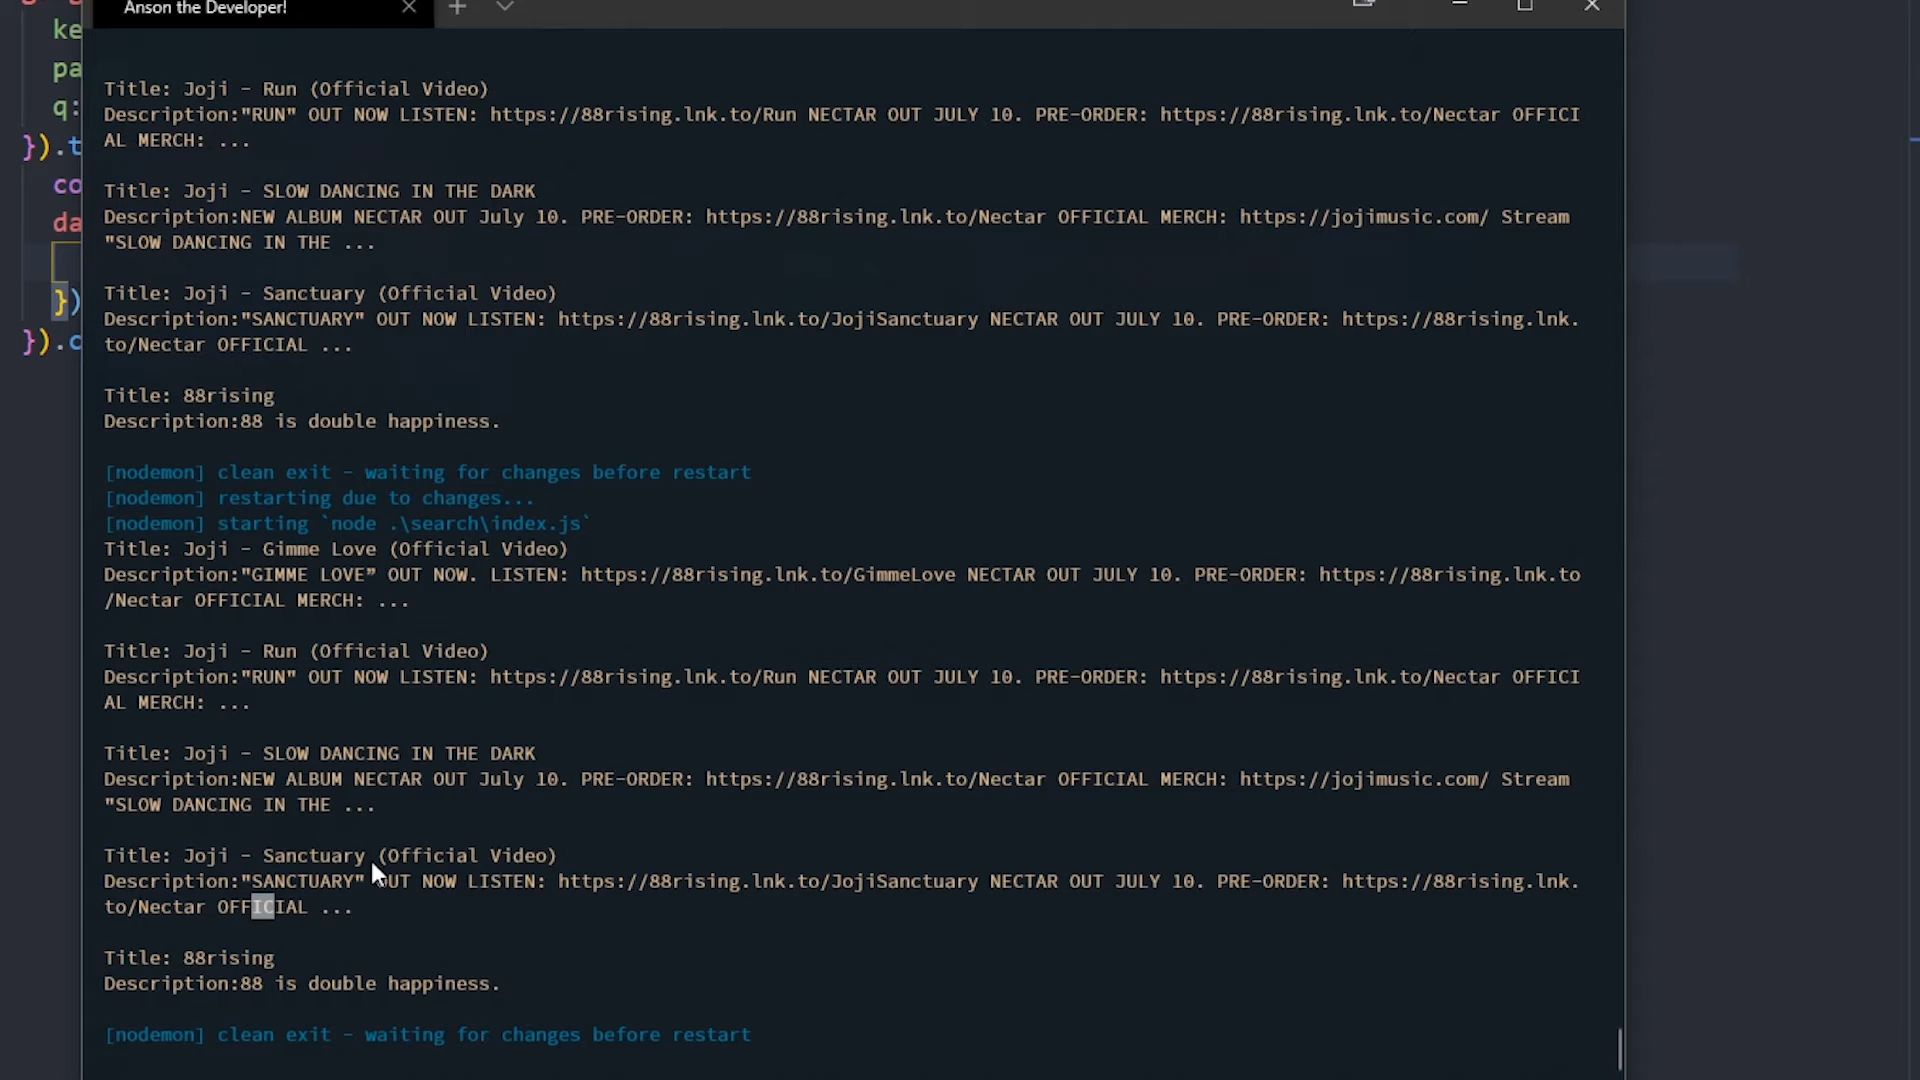 Anson the Developer!
ke
pa
q:
}).t
co
da
})
}).c
Title: Joji - Run (Official Video)
Description:"RUN" OUT NOW LISTEN: https://88rising.lnk.to/Run NECTAR OUT JULY 10. PRE-ORDER: https://88rising.lnk.to/Nectar OFFICI
AL MERCH: ...
Title: Joji - SLOW DANCING IN THE DARK
Description:NEW ALBUM NECTAR OUT July 10. PRE-ORDER: https://88rising.lnk.to/Nectar OFFICIAL MERCH: https://jojimusic.com/ Stream
"SLOW DANCING IN THE ...
Title: Joji - Sanctuary (Official Video)
Description:"SANCTUARY" OUT NOW LISTEN: https://88rising.lnk.to/JojiSanctuary NECTAR OUT JULY 10. PRE-ORDER: https://88rising.lnk.
to/Nectar OFFICIAL ...
Title: 88rising
Description:88 is double happiness.
[nodemon] clean exit - waiting for changes before restart
[nodemon] restarting due to changes...
[nodemon] starting `node .\search\index.js`
Title: Joji - Gimme Love (Official Video)
Description:"GIMME LOVE” OUT NOW. LISTEN: https://88rising.lnk.to/GimmeLove NECTAR OUT JULY 10. PRE-ORDER: https://88rising.lnk.to
/Nectar OFFICIAL MERCH: ...
Title: Joji - Run (Official Video)
Description:"RUN" OUT NOW LISTEN: https://88rising.lnk.to/Run NECTAR OUT JULY 10. PRE-ORDER: https://88rising.lnk.to/Nectar OFFICI
AL MERCH: ...
Title: Joji - SLOW DANCING IN THE DARK
Description:NEW ALBUM NECTAR OUT July 10. PRE-ORDER: https://88rising.lnk.to/Nectar OFFICIAL MERCH: https://jojimusic.com/ Stream
"SLOW DANCING IN THE ...
Title: Joji - Sanctuary (Official Video)
Description:"SANCTUARY" OUT NOW LISTEN: https://88rising.lnk.to/JojiSanctuary NECTAR OUT JULY 10. PRE-ORDER: https://88rising.lnk.
to/Nectar OFFICIAL ...
Title: 88rising
Description:88 is double happiness.
[nodemon] clean exit - waiting for changes before restart